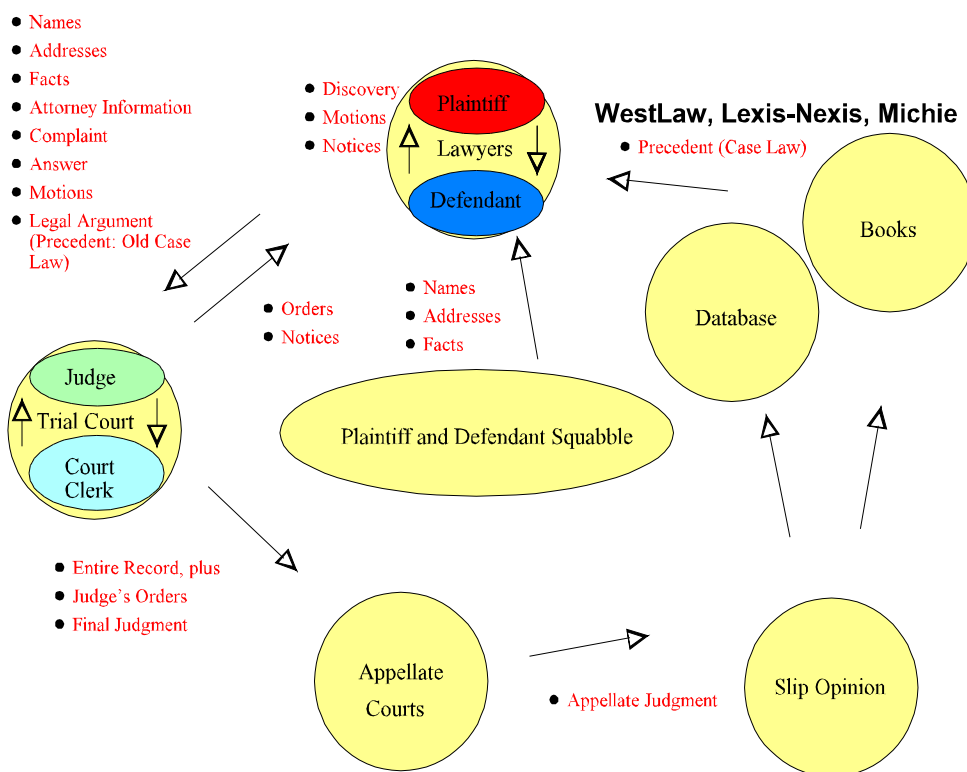 Names
Addresses
Facts
Attorney Information
Complaint
Answer
Motions
Legal Argument
(Precedent: Old Case
Law)
Discovery
Motions
Notices
Plaintiff
Lawyers
Defendant
WestLaw, Lexis-Nexis, Michie
Precedent (Case Law)
Books
Database
Orders
Notices
Names
Addresses
Facts
Judge
Trial Court
Court
Clerk
Plaintiff and Defendant Squabble
Entire Record, plus
Judge’s Orders
Final Judgment
Appellate
Courts
Appellate Judgment
Slip Opinion